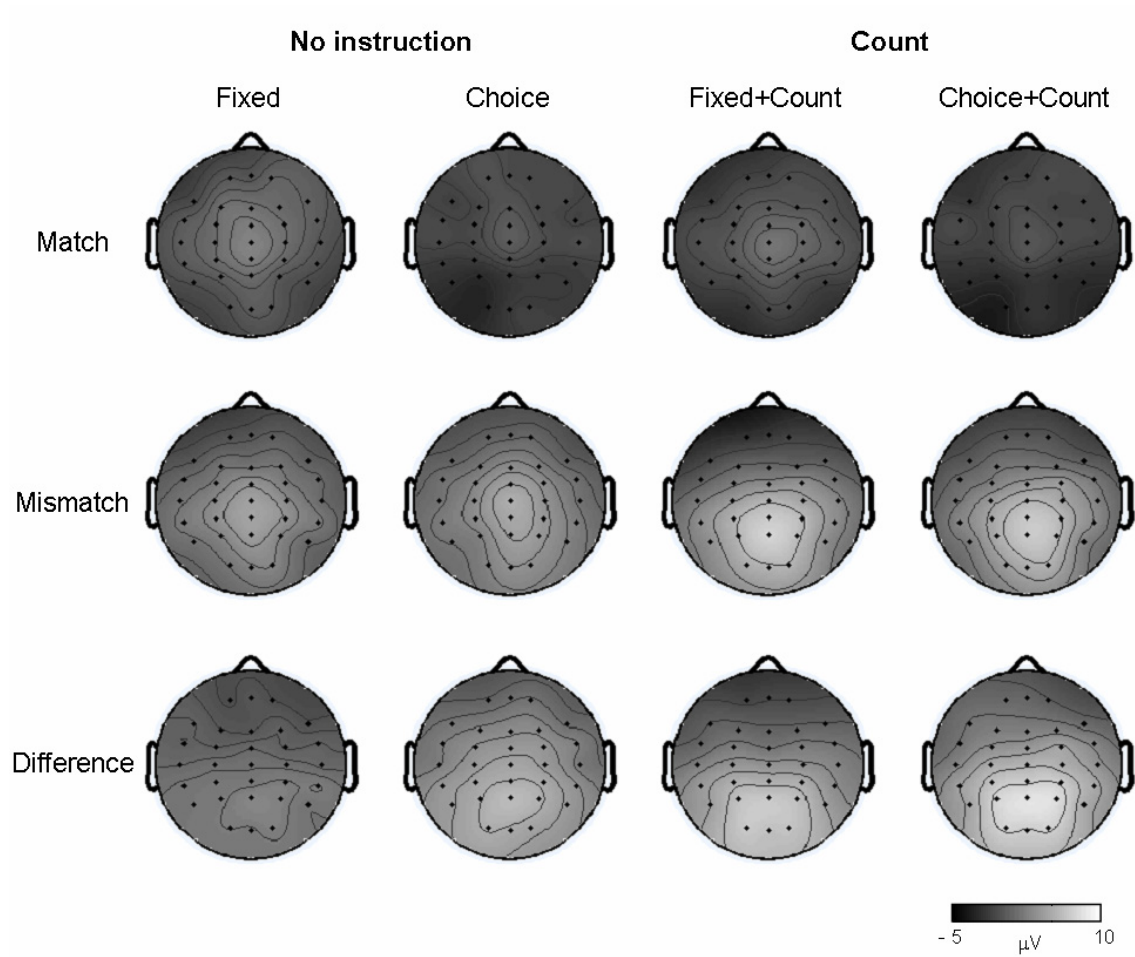 No instruction Count
Fixed Choice Fixed+Count Choice+Count
Match
Mismatch
Difference
- 5 10
μV